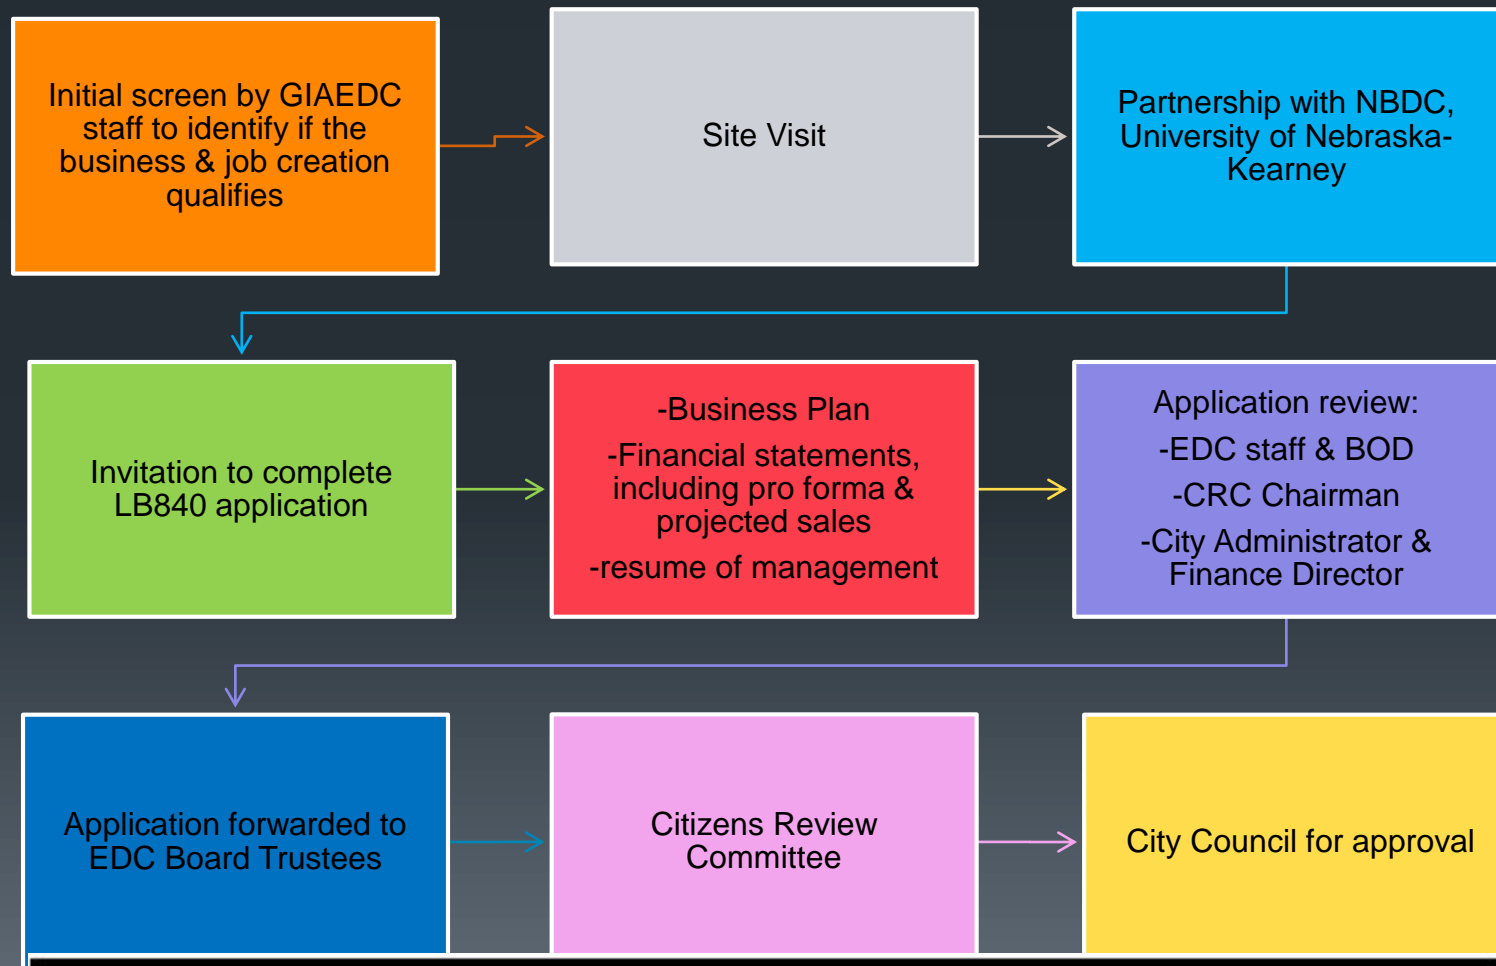 Initial screen by GIAEDC
staff to identify if the
business & job creation
qualifies
Site Visit
Partnership with NBDC,
University of Nebraska-
Kearney
Invitation to complete
LB840 application
-Business Plan
-Financial statements,
including pro forma &
projected sales
-resume of management
Application review:
-EDC staff & BOD
-CRC Chairman
-City Administrator &
Finance Director
Application forwarded to
EDC Board Trustees
Citizens Review
Committee
City Council for approval